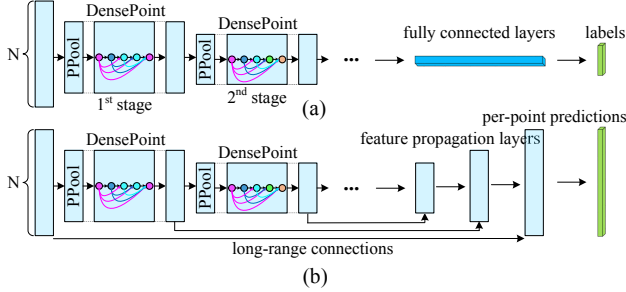 DensePoint
DensePoint
N
PPool
PPool
...
fully connected layers
labels
1st stage
2nd stage
(a)
per-point predictions
DensePoint
DensePoint
feature propagation layers
N
PPool
PPool
...
long-range connections
(b)